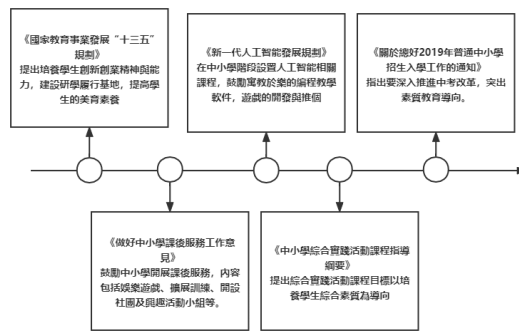 《國家教育事業發展“十三五”
規劃》
提出培養學生創新創業精神與能
力，建設研學履行基地，提高學
生的美育素養
《新一代人工智能發展規劃》
在中小學階段設置人工智能相關
課程，鼓勵寓教於樂的編程教學
軟件，遊戲的開發與推個
《關於總好2019年普通中小學
招生入學工作的通知》
指出要深入推進中考改革，突出
素質教育導向。
《做好中小學課後服務工作意
見》
鼓勵中小學開展課後服務，內容
包括娛樂遊戲、擴展訓練、開設
社團及興趣活動小組等。
《中小學綜合實踐活動課程指導
綱要》
提出綜合實踐活動課程目標以培
養學生綜合素質為導向